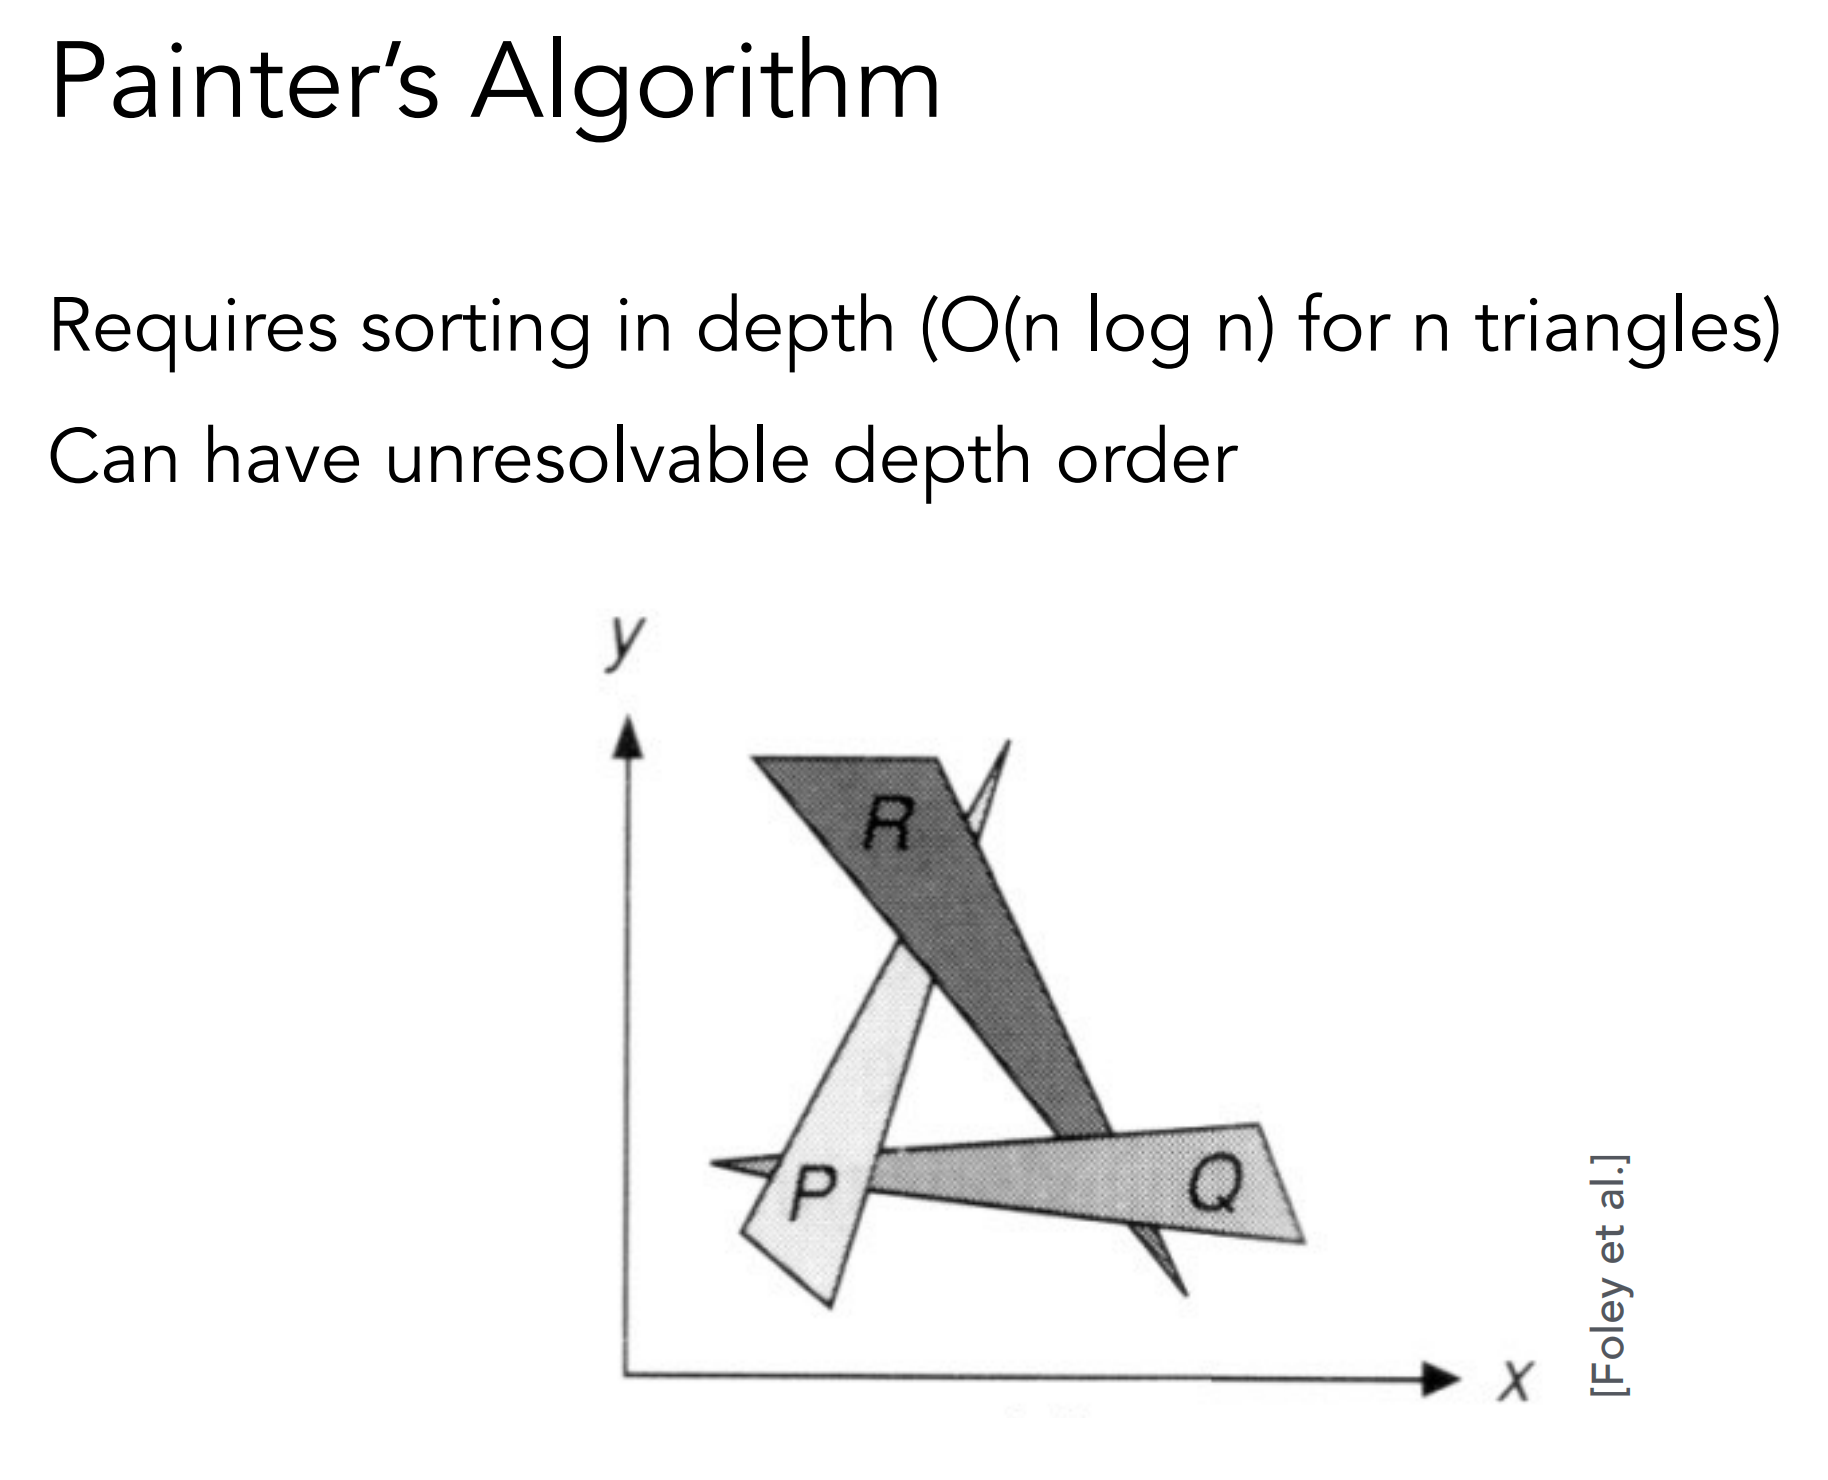 Painter’s Algorithm
Requires sorting in depth (O(n log n) for n triangles)
Can have unresolvable depth order
y
R
P
Q
x
[Foley et al.]